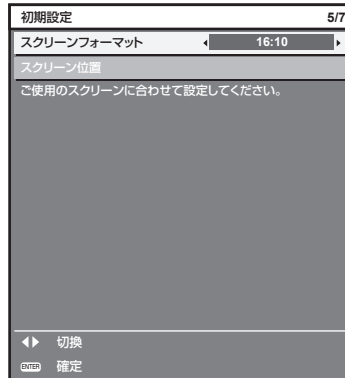 初期設定 5/7
スクリーンフォーマット 16:10
スクリーン位置
ご使用のスクリーンに合わせて設定してください。
切換
ENTER 確定